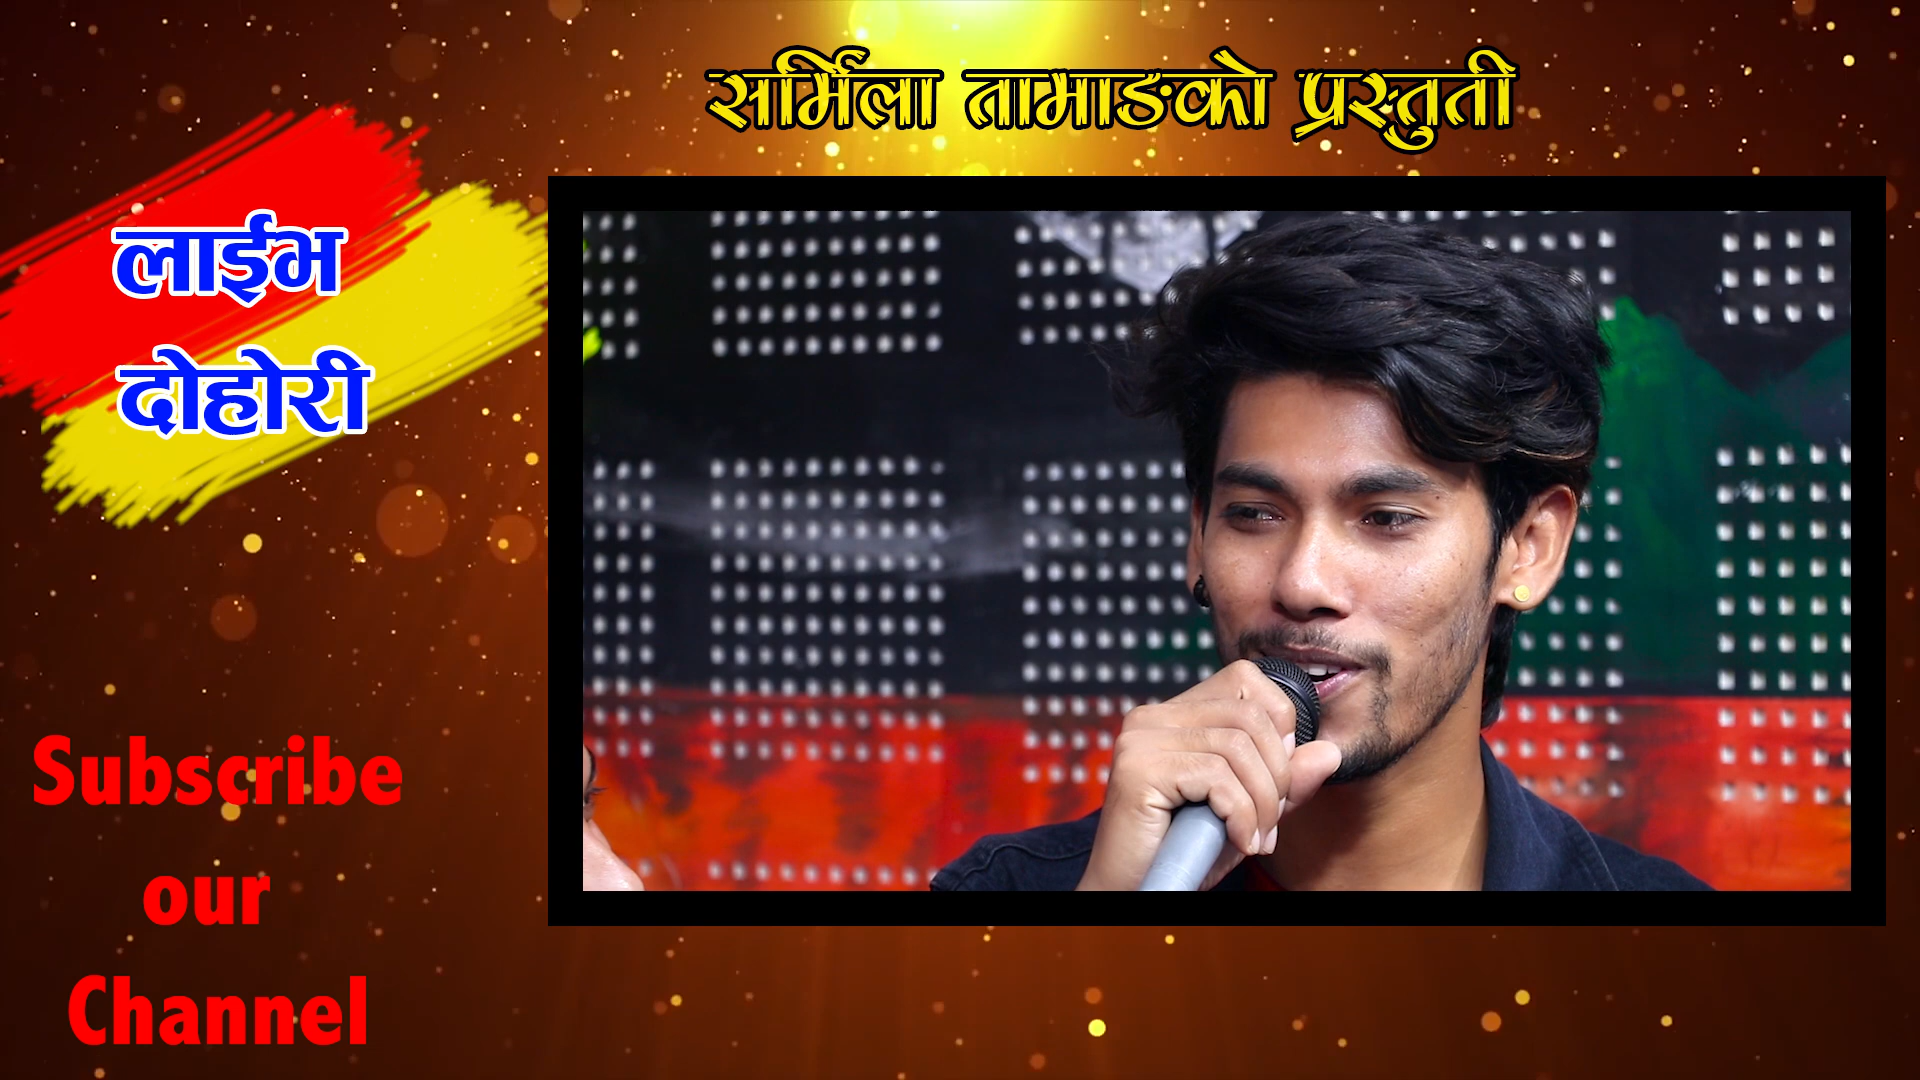 सर्मिला तामाङको प्रस्तुती
लाईभ
दोहोरी
Subscribe
our
Channel